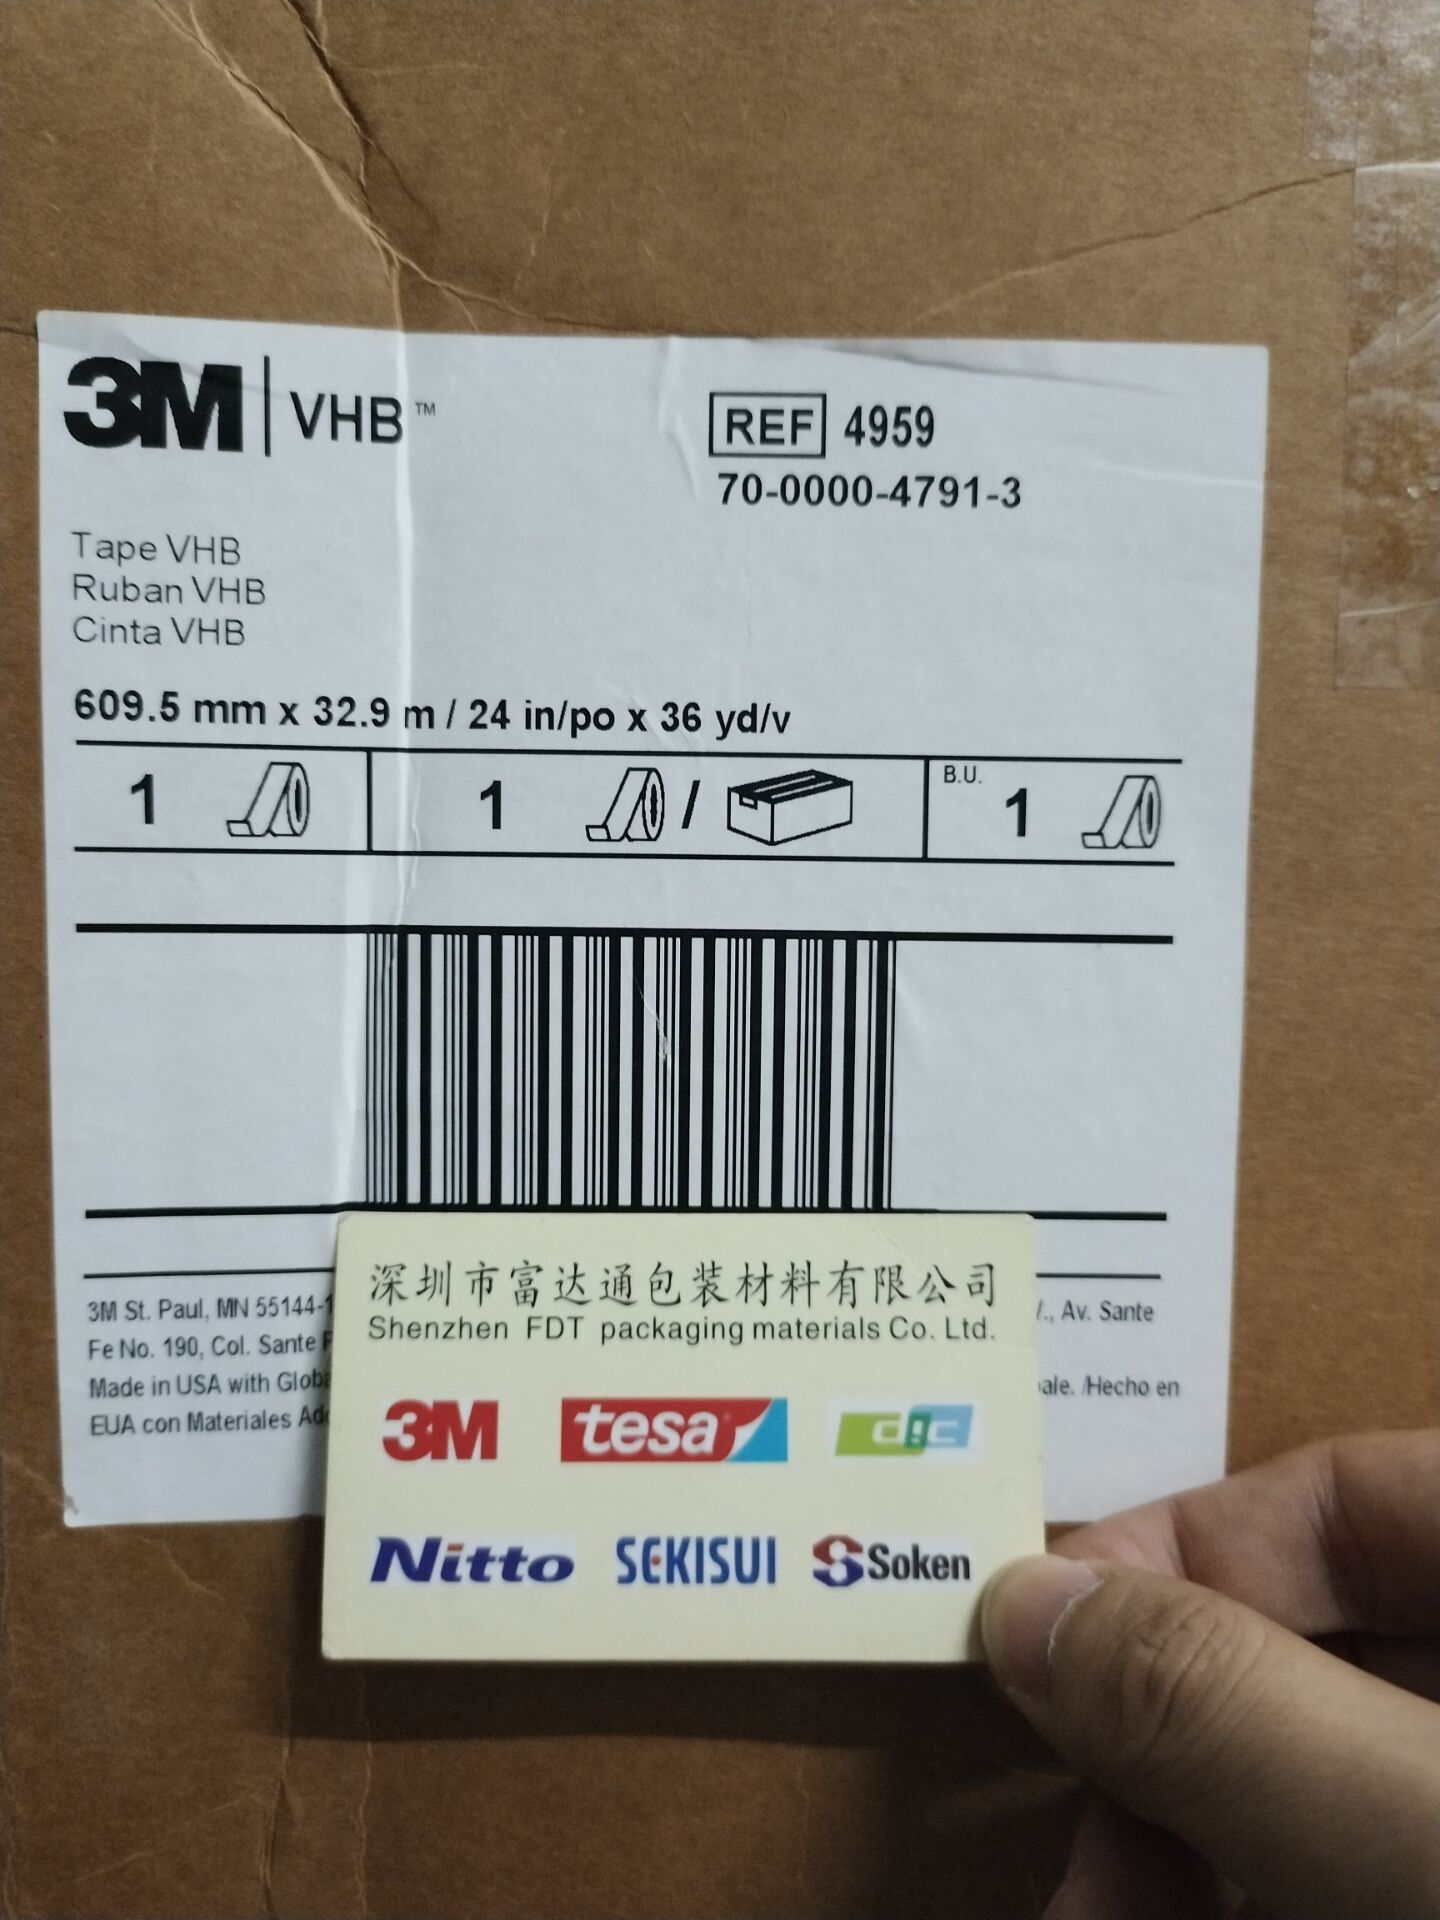 3M | VHB™
REF 4959
70-0000-4791-3
Tape VHB
Ruban VHB
Cinta VHB
609.5 mm x 32.9 m / 24 in/po x 36 yd/v
1 1 / B.U. 1
3M St. Paul, MN 55144-1 /., Av. Sante
Fe No. 190, Col. Sante
Made in USA with Globa ale. /Hecho en
EUA con Materiales Ad
深圳市富达通包装材料有限公司
Shenzhen FDT packaging materials Co. Ltd.
3M tesa dic
Nitto SEKISUI Soken